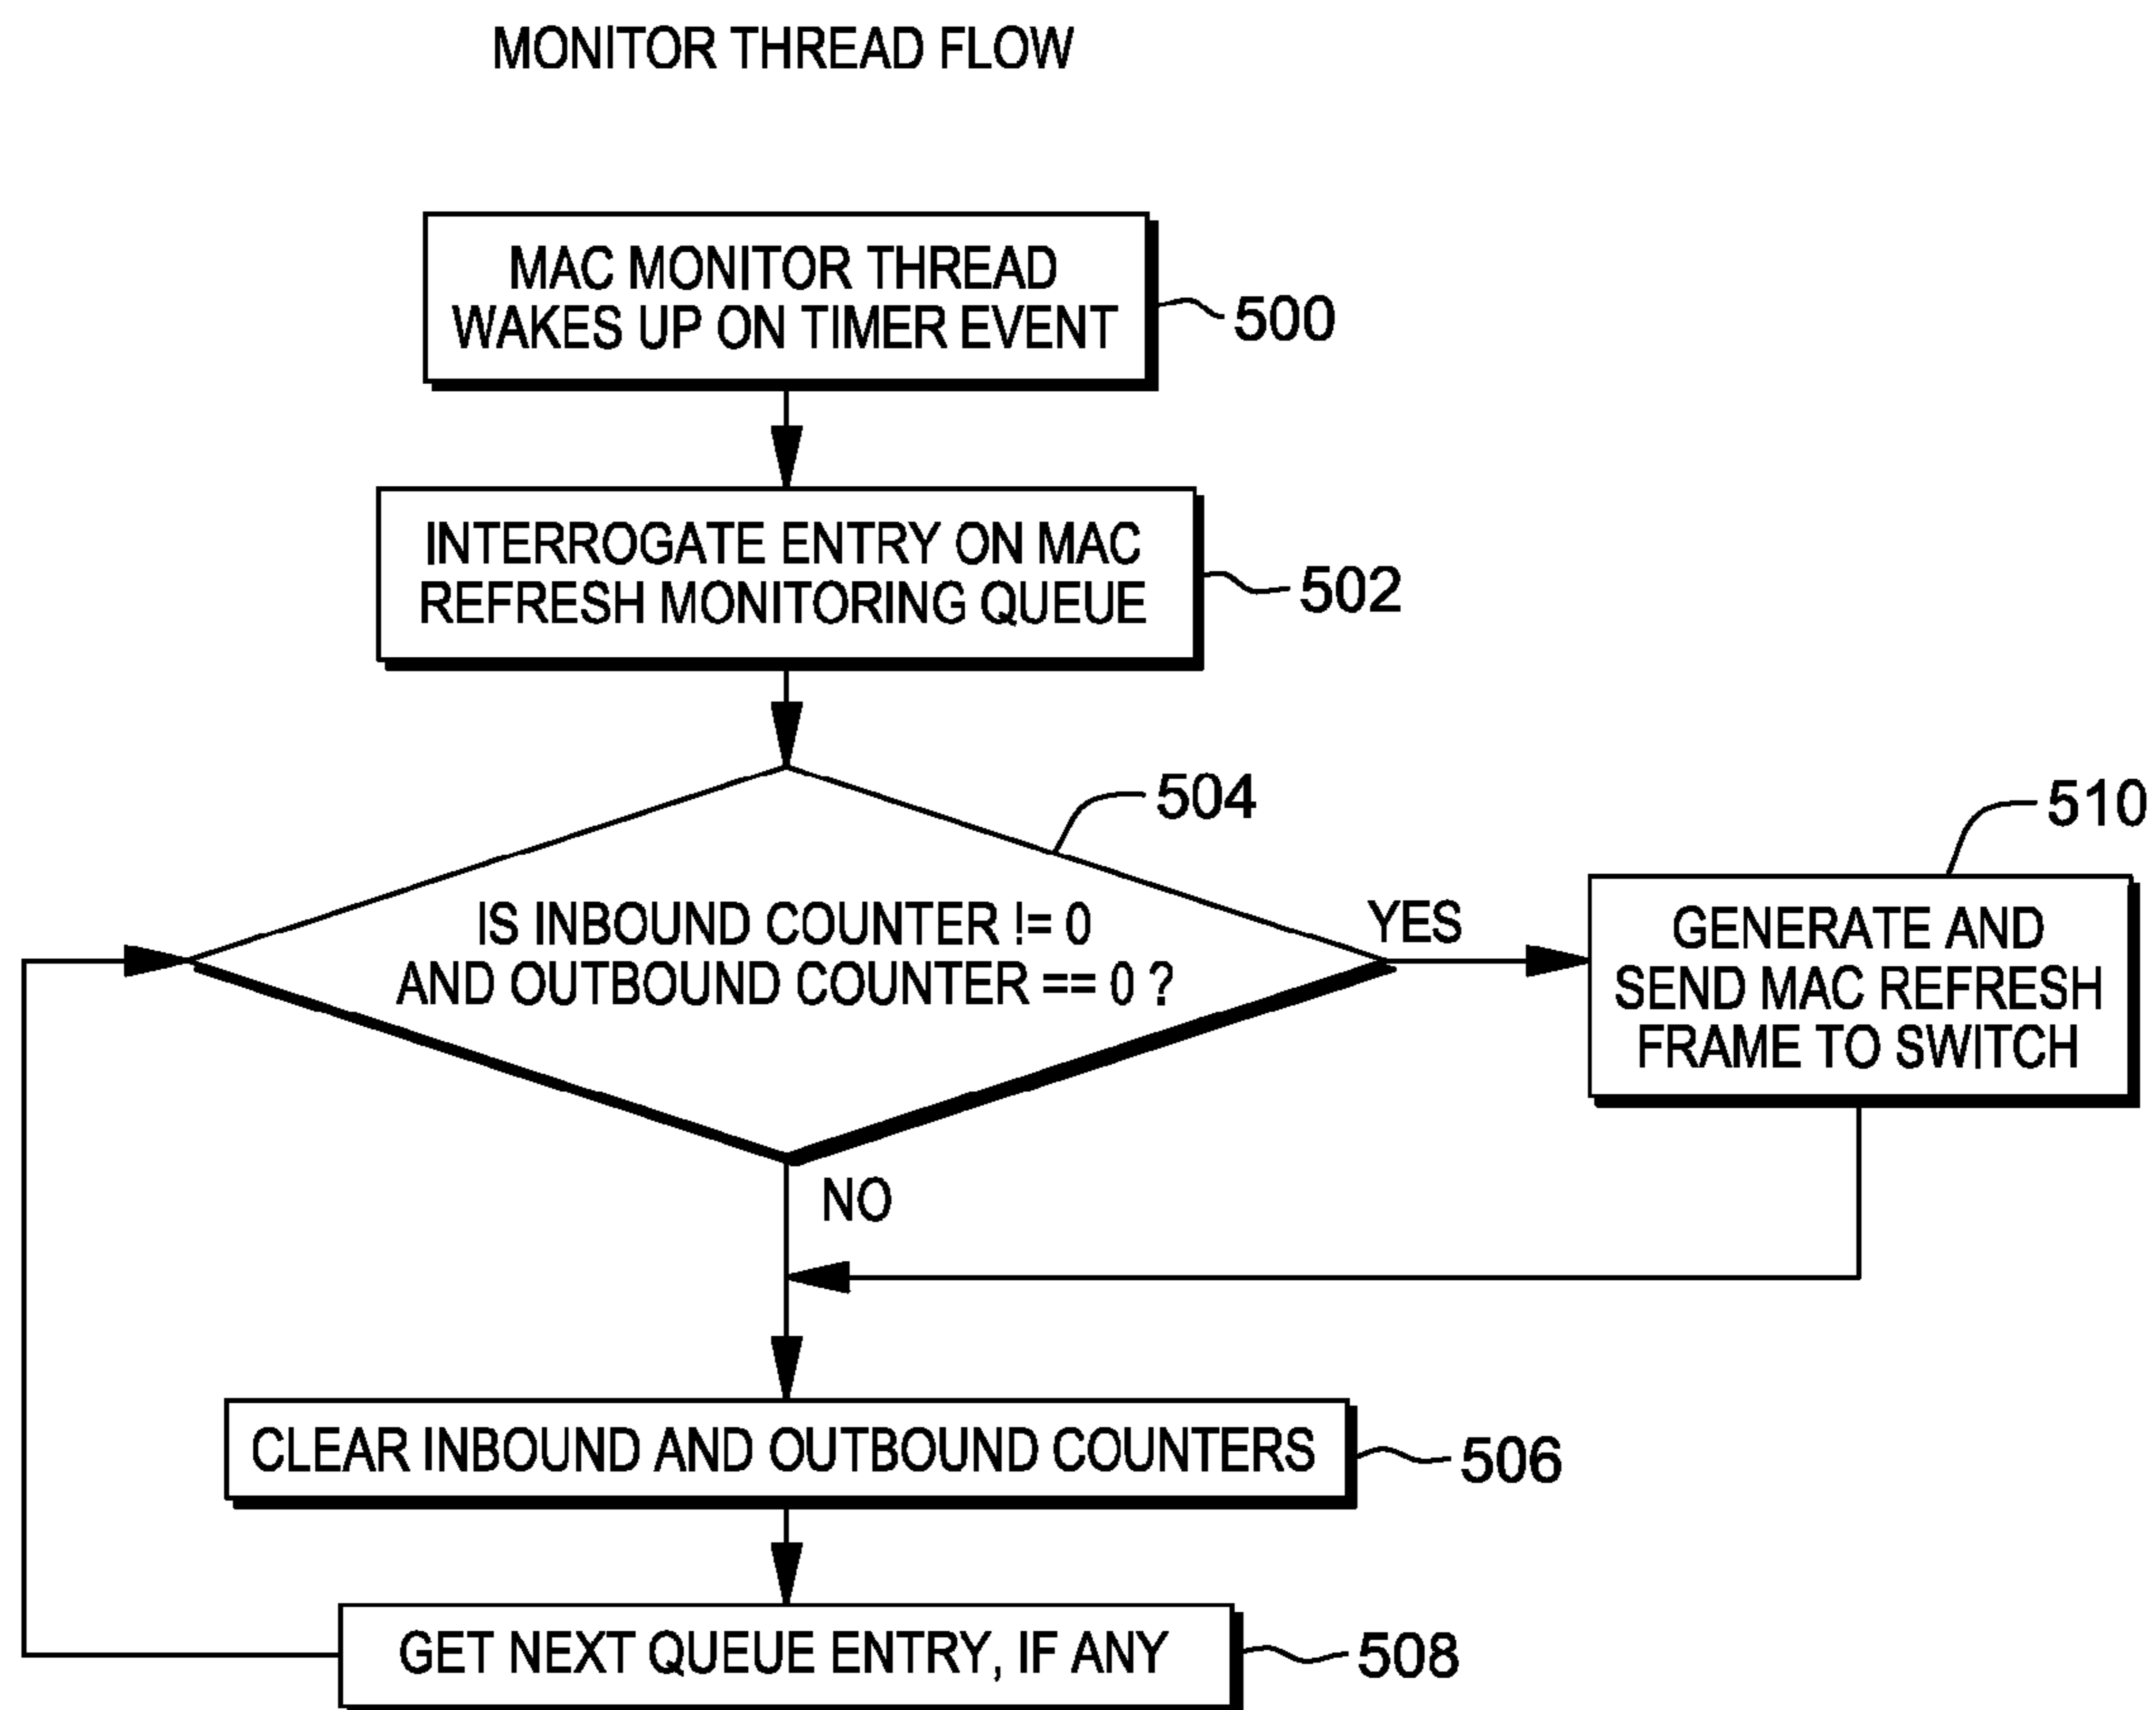 MONITOR THREAD FLOW
MAC MONITOR THREAD
WAKES UP ON TIMER EVENT
500
INTERROGATE ENTRY ON MAC
REFRESH MONITORING QUEUE
502
504
510
IS INBOUND COUNTER != 0
AND OUTBOUND COUNTER == 0 ?
YES
GENERATE AND
SEND MAC REFRESH
FRAME TO SWITCH
NO
CLEAR INBOUND AND OUTBOUND COUNTERS
506
GET NEXT QUEUE ENTRY, IF ANY
508